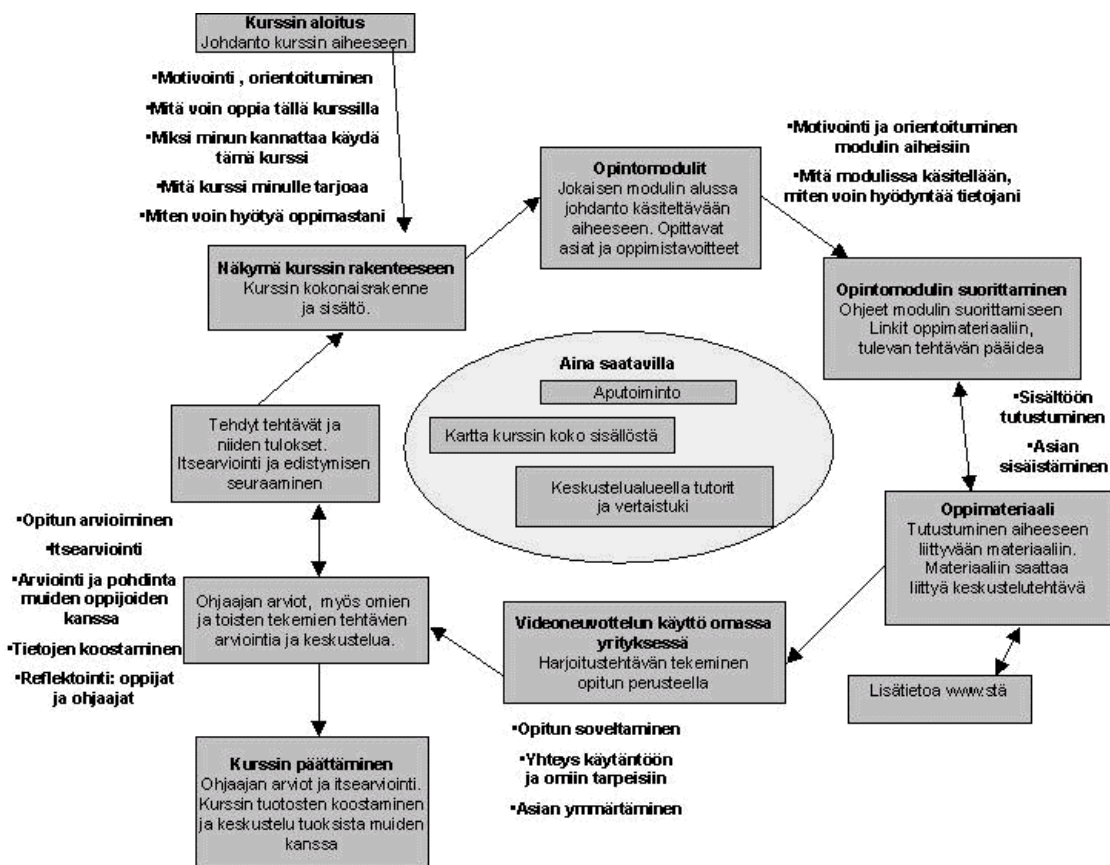 Kurssin aloitus
Johdanto kurssin aiheeseen
•Motivointi , orientoituminen
•Mitä voin oppia tällä kurssilla
•Miksi minun kannattaa käydä
tämä kurssi
•Mitä kurssi minulle tarjoaa
•Miten voin hyötyä oppimastani
Näkymä kurssin rakenteeseen
Kurssin kokonaisrakenne
ja sisältö.
Opintomodulit
Jokaisen modulin alussa
johdanto käsiteltävään
aiheeseen. Opittavat
asiat ja oppimistavoitteet
•Motivointi ja orientoituminen
modulin aiheisiin
•Mitä modulissa käsitellään,
miten voin hyödyntää tietojani
Opintomodulin suorittaminen
Ohjeet modulin suorittamiseen
Linkit oppimateriaaliin,
tulevan tehtävän pääidea
•Sisältöön
tutustuminen
•Asian
sisäistäminen
Aina saatavilla
Aputoiminto
Kartta kurssin koko sisällöstä
Keskustelualueella tutorit
ja vertaistuki
Oppimateriaali
Tutustuminen aiheeseen
liittyvään materiaaliin.
Materiaaliin saattaa
liittyä keskustelutehtävä
Lisätietoa www.stä
Videoneuvottelun käyttö omassa
yrityksessä
Harjoitustehtävän tekeminen
opitun perusteella
•Opitun soveltaminen
•Yhteys käytäntöön
ja omiin tarpeisiin
•Asian ymmärtäminen
Tehdyt tehtävät ja
niiden tulokset.
Itsearviointi ja edistymisen
seuraaminen
•Opitun arvioiminen
•Itsearviointi
•Arviointi ja pohdinta
muiden oppijoiden
kanssa
•Tietojen koostaminen
•Reflektointi: oppijat
ja ohjaajat
Ohjaajan arviot, myös omien
ja toisten tekemien tehtävien
arviointia ja keskustelua.
Kurssin päättäminen
Ohjaajan arviot ja itsearviointi.
Kurssin tuotosten koostaminen
ja keskustelu tuoksista muiden
kanssa